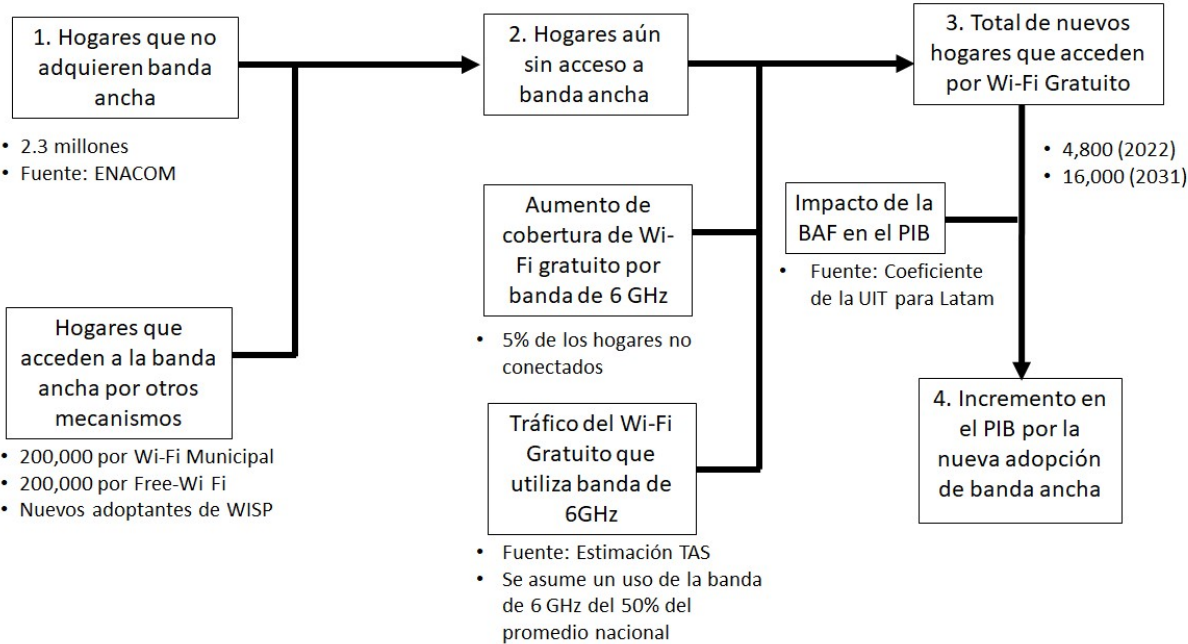 1. Hogares que no
adquieren banda
ancha
• 2.3 millones
• Fuente: ENACOM
Hogares que
acceden a la banda
ancha por otros
mecanismos
• 200,000 por Wi-Fi Municipal
• 200,000 por Free-Wi Fi
• Nuevos adoptantes de WISP
2. Hogares aún
sin acceso a
banda ancha
Aumento de
cobertura de Wi-
Fi gratuito por
banda de 6 GHz
• 5% de los hogares no
conectados
Tráfico del Wi-Fi
Gratuito que
utiliza banda de
6GHz
• Fuente: Estimación TAS
• Se asume un uso de la banda
de 6 GHz del 50% del
promedio nacional
3. Total de nuevos
hogares que acceden
por Wi-Fi Gratuito
• 4,800 (2022)
• 16,000 (2031)
Impacto de la
BAF en el PIB
• Fuente: Coeficiente
de la UIT para Latam
4. Incremento en
el PIB por la
nueva adopción
de banda ancha